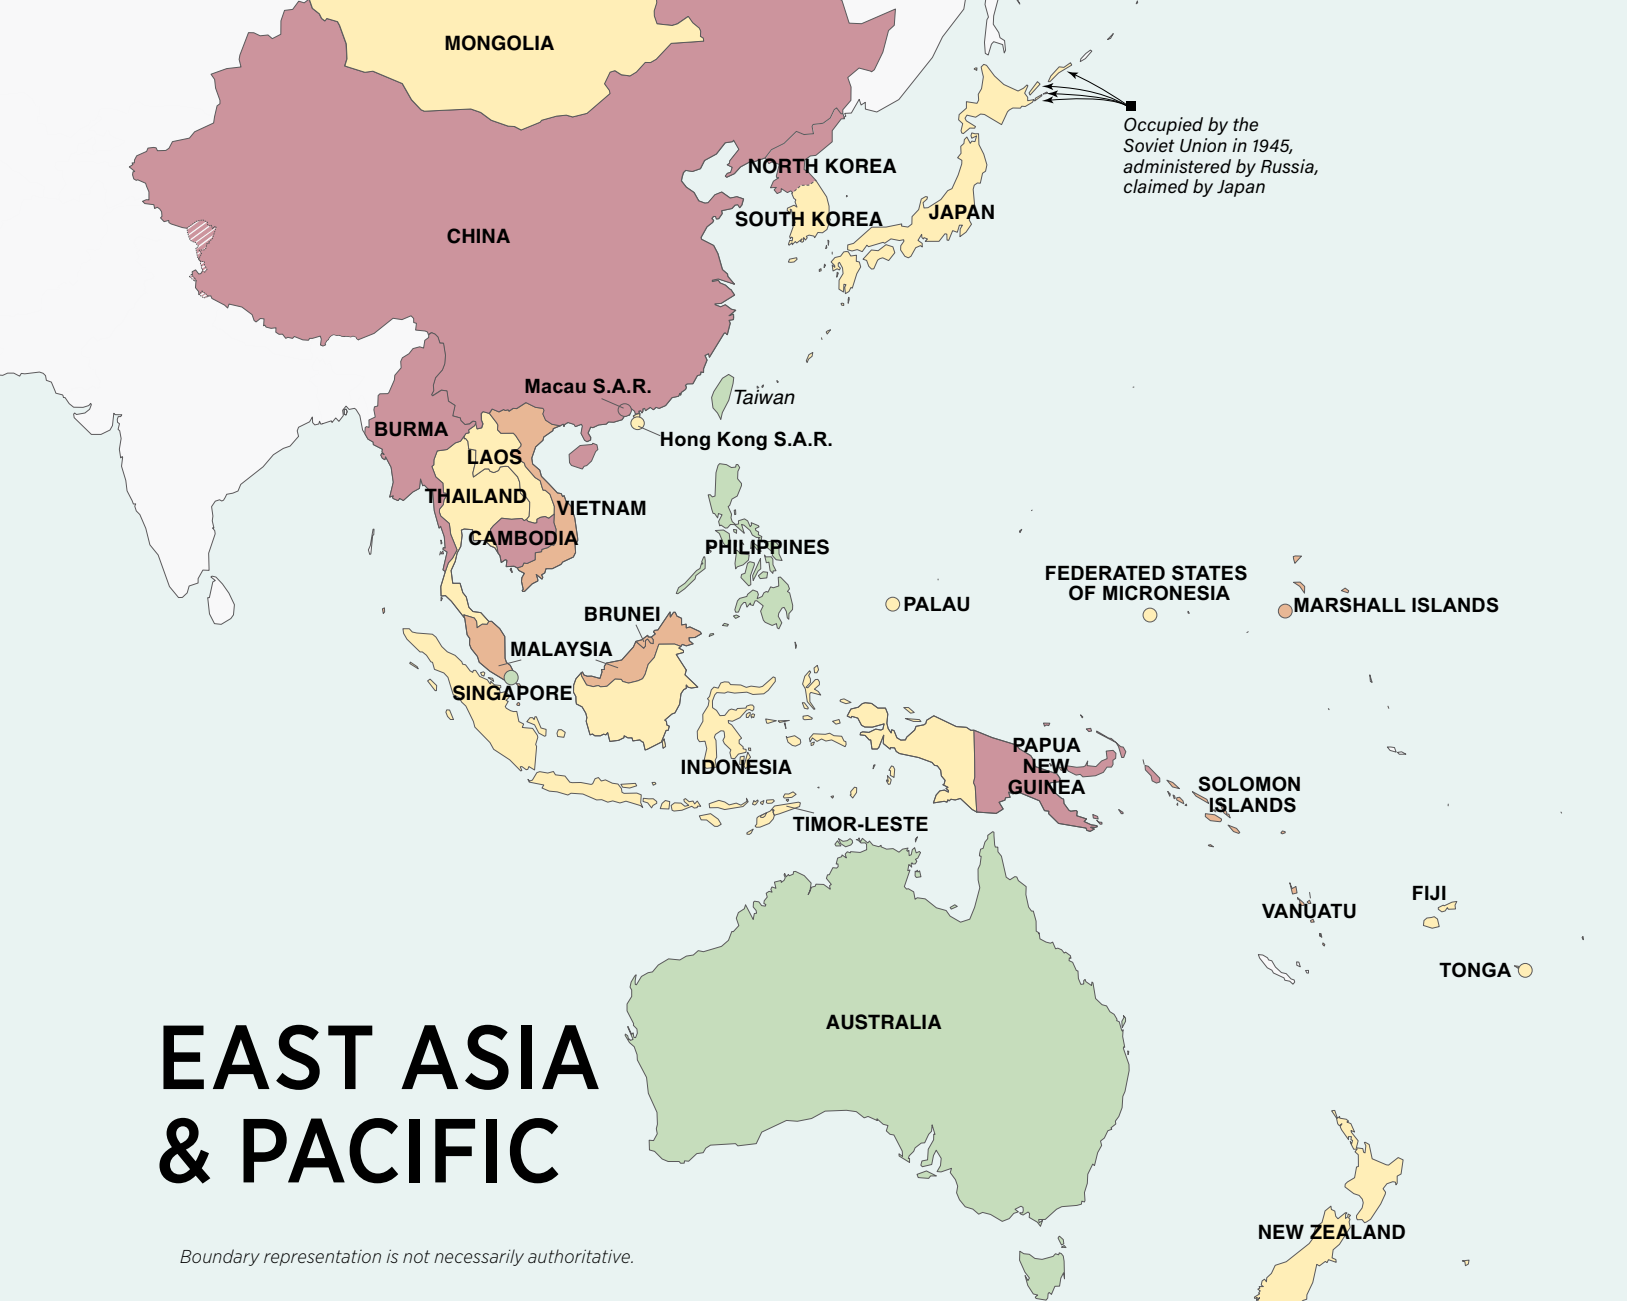 MONGOLIA
Occupied by the
Soviet Union in 1945,
administered by Russia,
claimed by Japan
NORTH KOREA
SOUTH KOREA
JAPAN
CHINA
Macau S.A.R.
Taiwan
BURMA
Hong Kong S.A.R.
LAOS
THAILAND
VIETNAM
CAMBODIA
PHILIPPINES
FEDERATED STATES
OF MICRONESIA
PALAU
MARSHALL ISLANDS
BRUNEI
MALAYSIA
SINGAPORE
INDONESIA
PAPUA
NEW
GUINEA
SOLOMON
ISLANDS
TIMOR-LESTE
FIJI
VANUATU
TONGA
AUSTRALIA
EAST ASIA
& PACIFIC
NEW ZEALAND
Boundary representation is not necessarily authoritative.